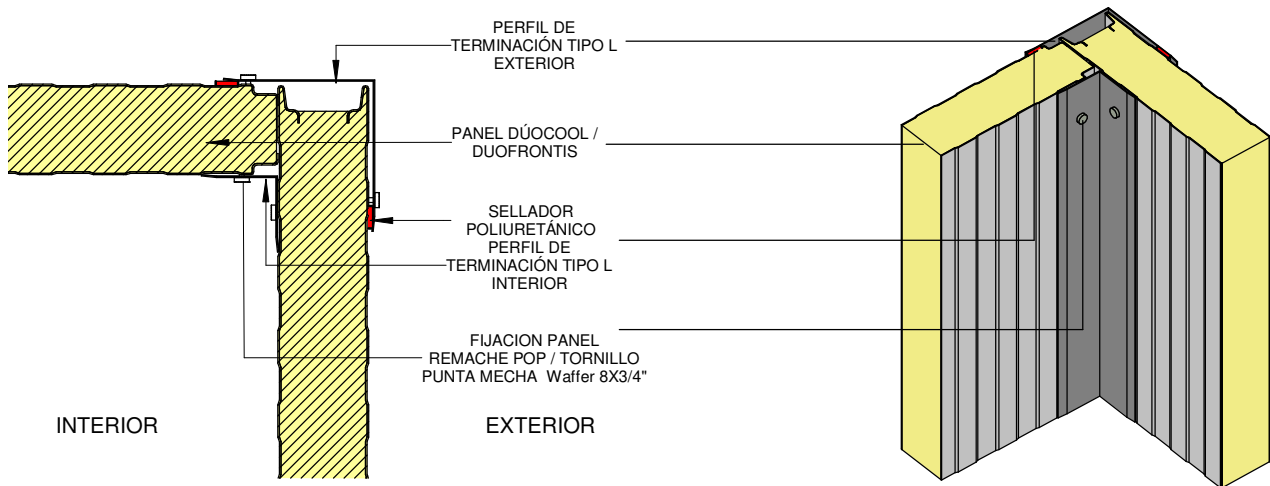 PERFIL DE
TERMINACIÓN TIPO L
EXTERIOR
PANEL DÚOCOOL /
DUOFRONTIS
SELLADOR
POLIURETÁNICO
PERFIL DE
TERMINACIÓN TIPO L
INTERIOR
FIJACION PANEL
REMACHE POP / TORNILLO
PUNTA MECHA Waffer 8X3/4"
INTERIOR
EXTERIOR